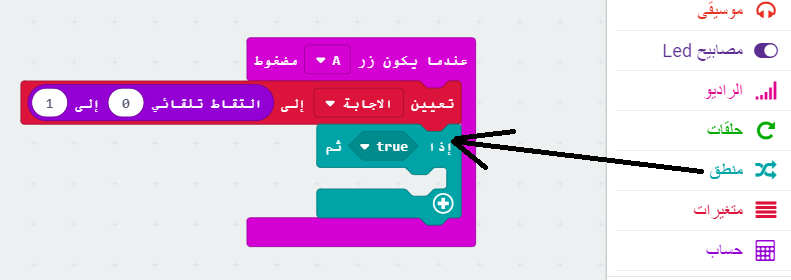 عندما يكون زر A مضغوط
تعيين الاجابة إلى التقاط تلقائي 0 إلى 1
إذا true ثم
موسيقى
مصابيح Led
الراديو
حلقات
منطق
متغيرات
حساب